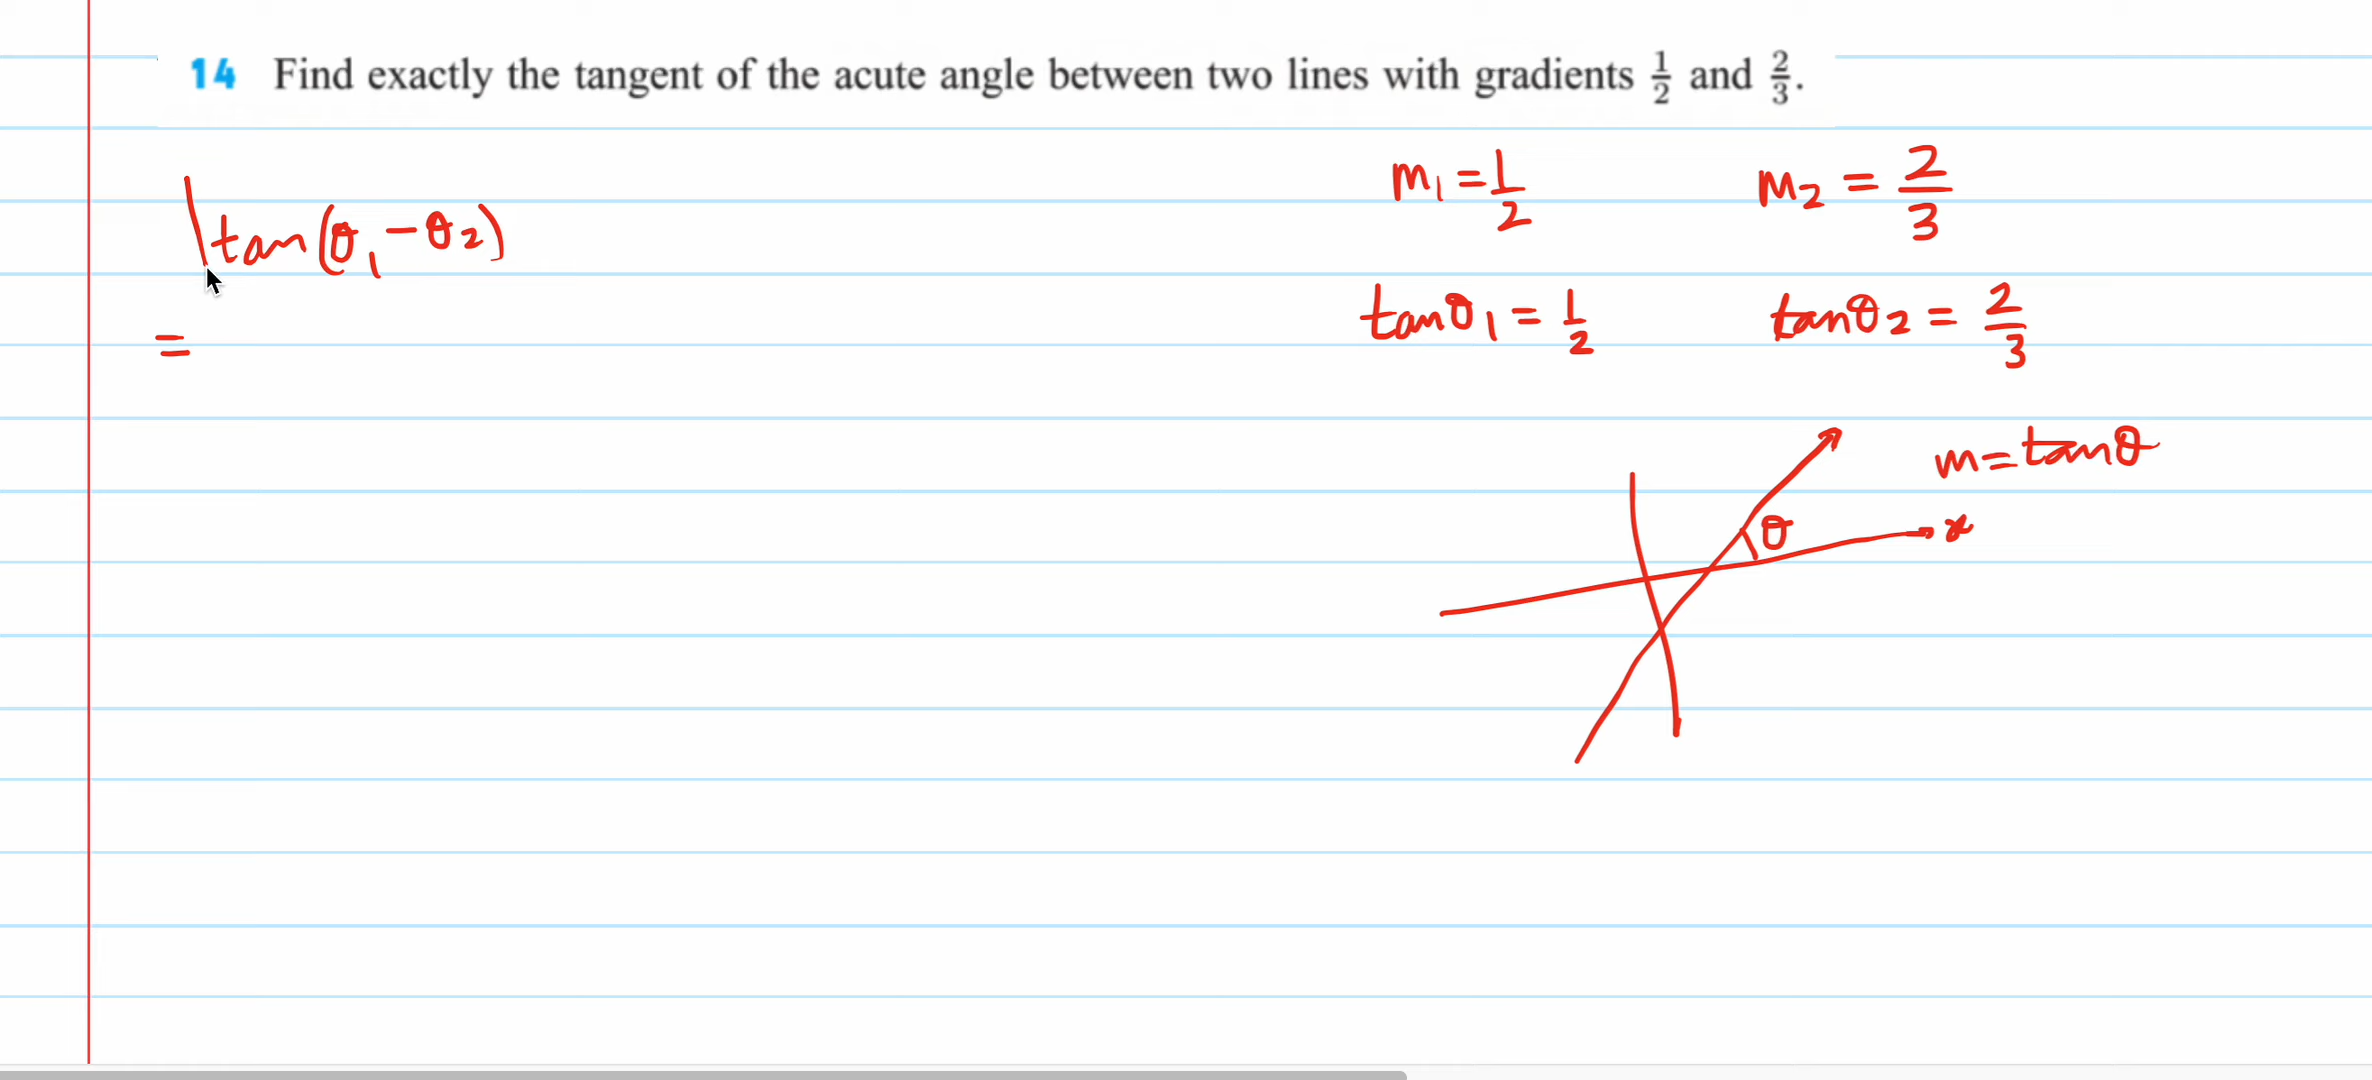 14 Find exactly the tangent of the acute angle between two lines with gradients 1/2 and 2/3.
m₁ = 1/2 m₂ = 2/3
|tan(θ₁ - θ₂)
tanθ₁ = 1/2 tanθ₂ = 2/3
=
m = tanθ
θ x